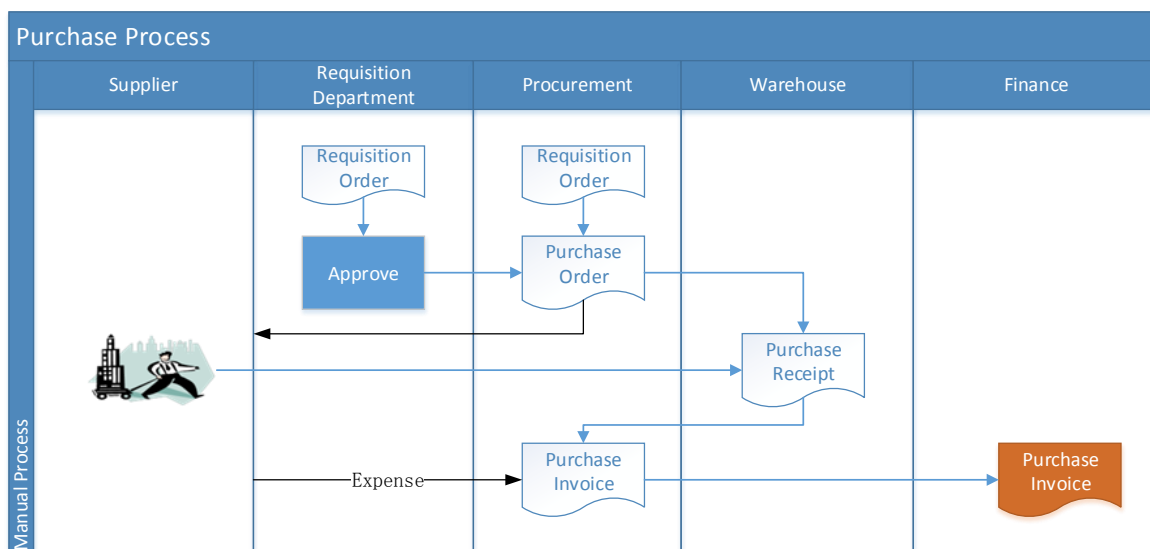 Purchase Process
Supplier
Requisition
Department
Procurement
Warehouse
Finance
Manual Process
Requisition
Order
Requisition
Order
Approve
Purchase
Order
Purchase
Receipt
Expense
Purchase
Invoice
Purchase
Invoice